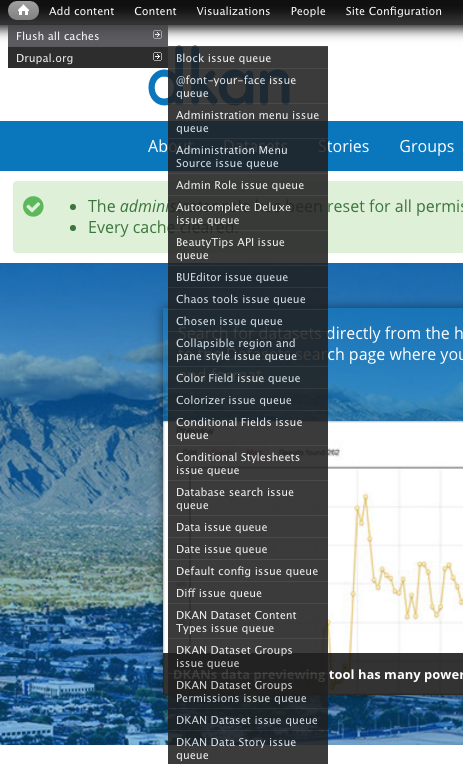 Add content Content Visualizations People Site Configuration
Flush all caches
Drupal.org
dkan
Block issue queue
@font-your-face issue
queue
Administration menu issue
queue
Administration Menu
Source issue queue
Admin Role issue queue
Autocomplete Deluxe
issue queue
BeautyTips API issue
queue
BUEditor issue queue
Chaos tools issue queue
Chosen issue queue
Collapsible region and
pane style issue queue
Color Field issue queue
Colorizer issue queue
Conditional Fields issue
queue
Conditional Stylesheets
issue queue
Database search issue
queue
Data issue queue
Date issue queue
Default config issue queue
Diff issue queue
DKAN Dataset Content
Types issue queue
DKAN Dataset Groups
issue queue
DKAN Dataset Groups
Permissions issue queue
DKAN Dataset issue queue
DKAN Data Story issue
queue
About Datasets Stories Groups
The adminis een reset for all permis
Every cache cleared.
Search for datasets directly from the h
search page where you
262
DKANs data previewing tool has many power